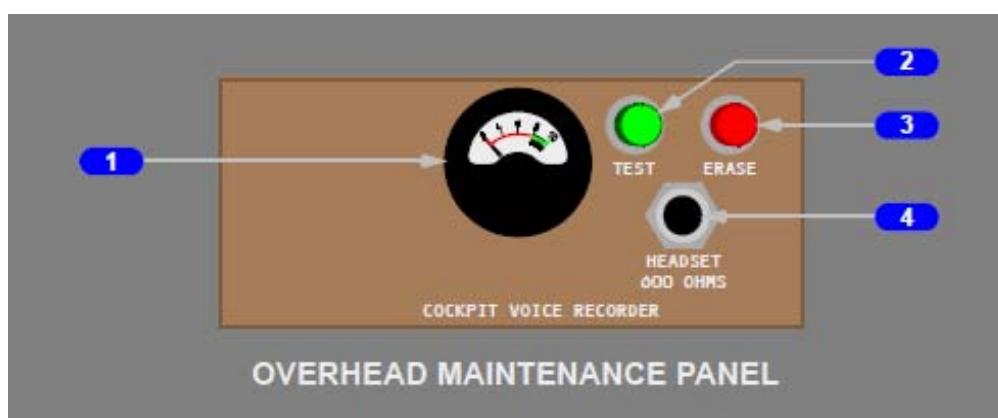 2
1
3
TEST ERASE
4
HEADSET
600 OHMS
COCKPIT VOICE RECORDER
OVERHEAD MAINTENANCE PANEL